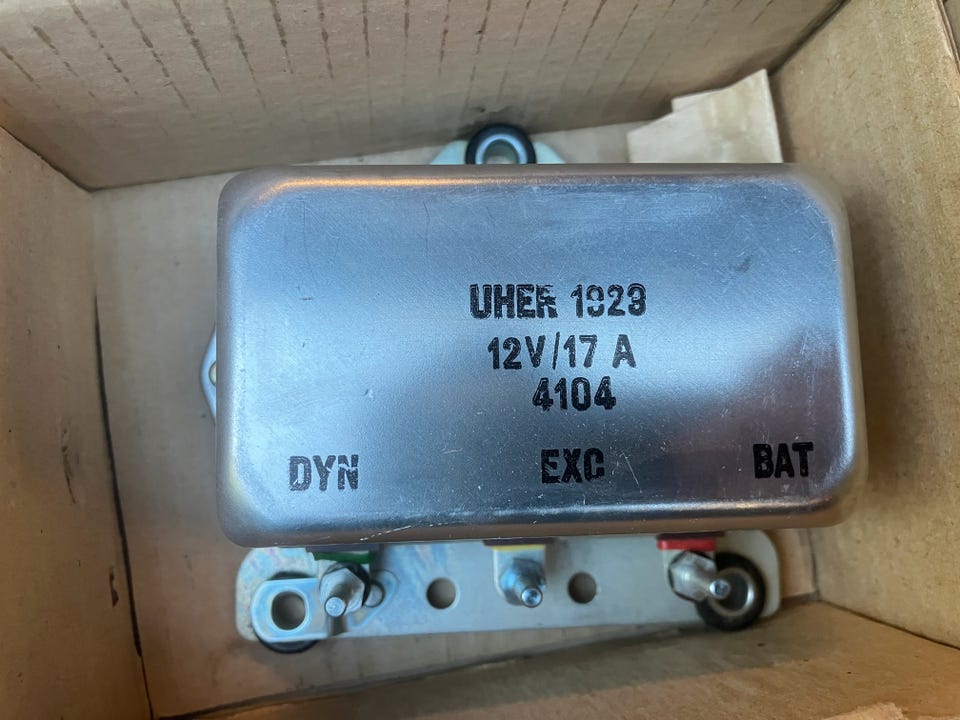 UHER 1923
12V/17 A
4104
DYN EXC BAT